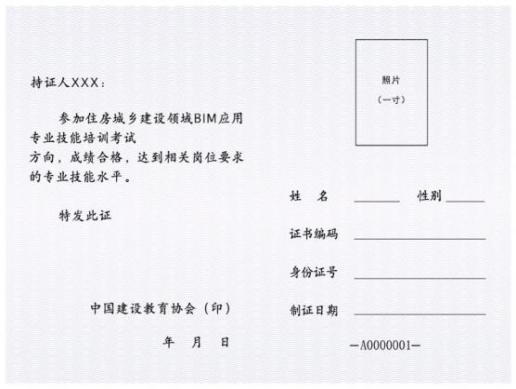 持证人XXX：
参加住房城乡建设领域BIM应用
专业技能培训考试
方向，成绩合格，达到相关岗位要求
的专业技能水平。
特发此证
中国建设教育协会（印）
年 月 日
照片
（一寸）
姓 名 性别
证书编码
身份证号
制证日期
—A0000001—